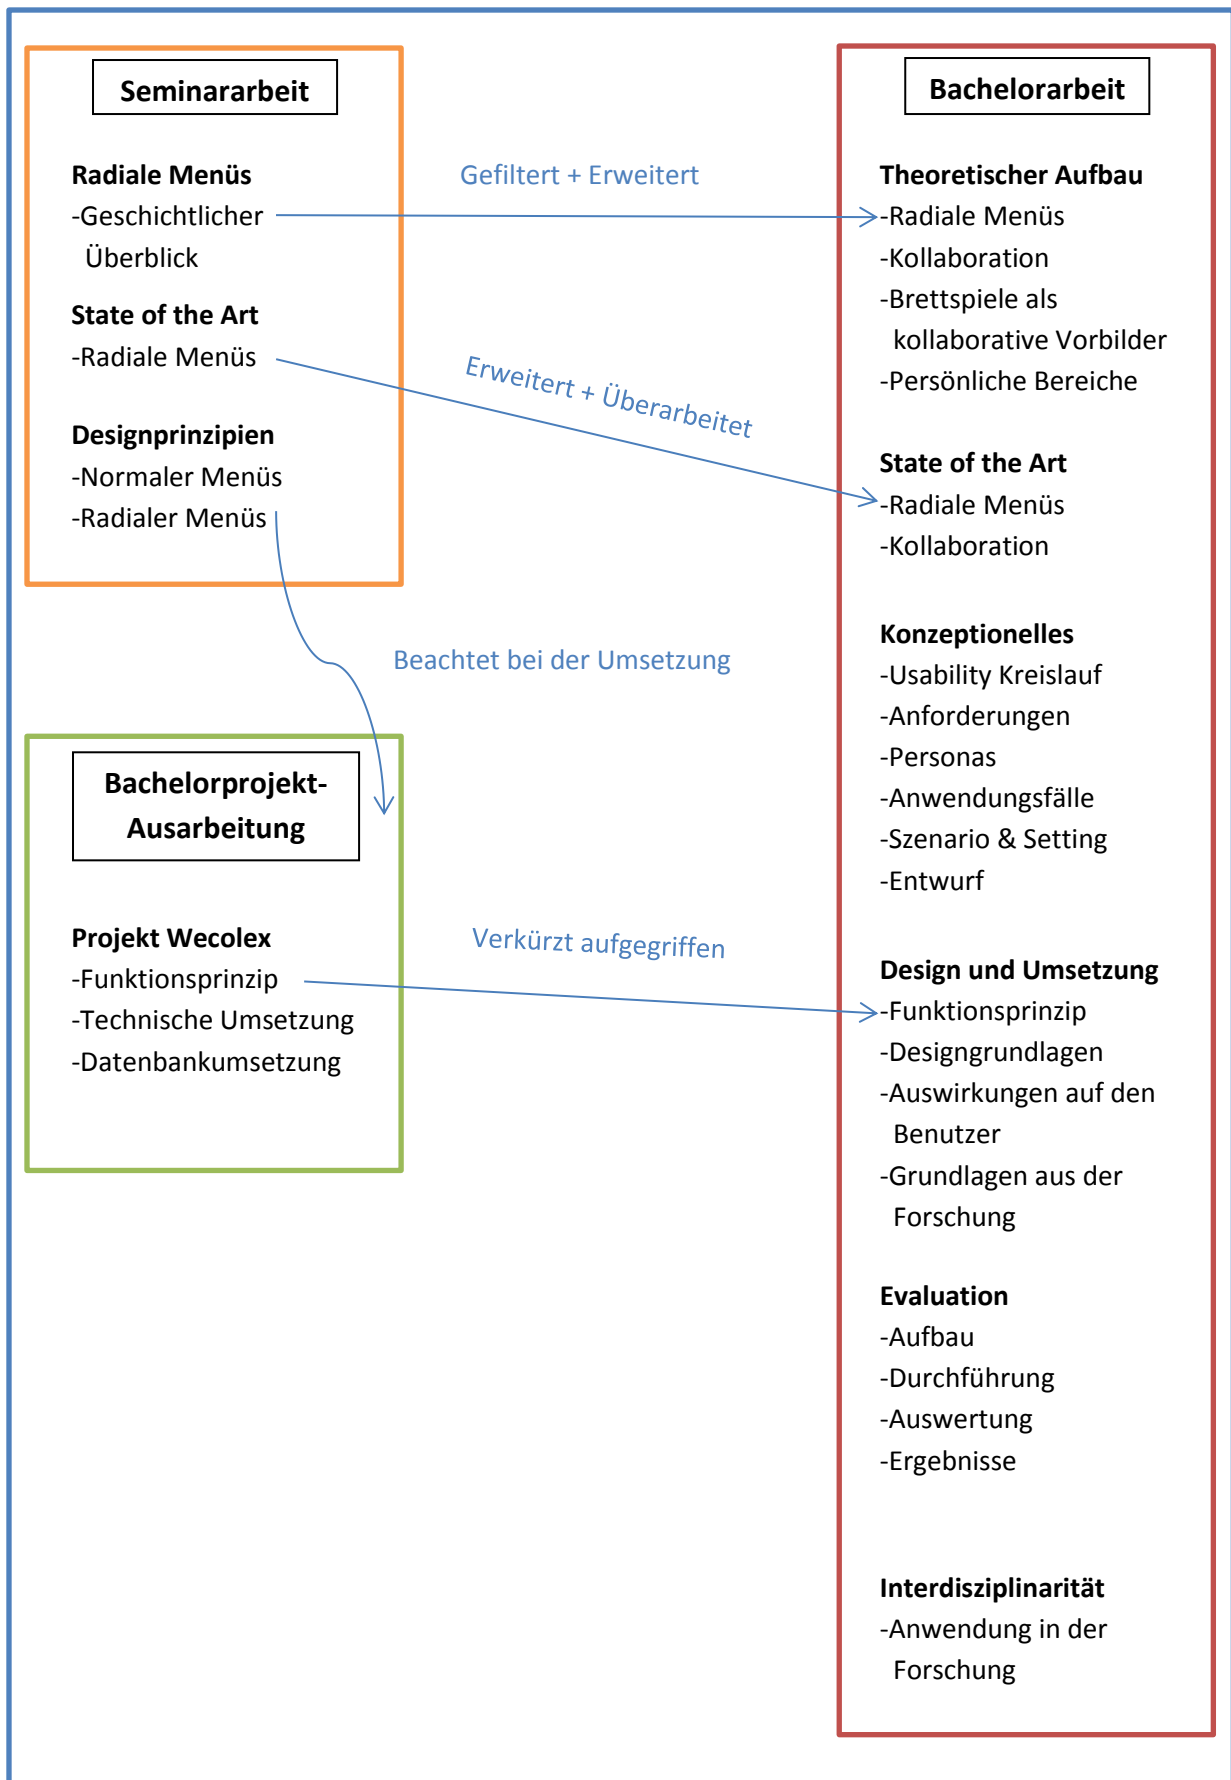 Seminararbeit
Radiale Menüs
-Geschichtlicher
Überblick
State of the Art
-Radiale Menüs
Designprinzipien
-Normaler Menüs
-Radialer Menüs
Gefiltert + Erweitert
Erweitert + Überarbeitet
Beachtet bei der Umsetzung
Bachelorprojekt-
Ausarbeitung
Projekt Wecolex
-Funktionsprinzip
-Technische Umsetzung
-Datenbankumsetzung
Verkürzt aufgegriffen
Bachelorarbeit
Theoretischer Aufbau
-Radiale Menüs
-Kollaboration
-Brettspiele als
kollaborative Vorbilder
-Persönliche Bereiche
State of the Art
-Radiale Menüs
-Kollaboration
Konzeptionelles
-Usability Kreislauf
-Anforderungen
-Personas
-Anwendungsfälle
-Szenario & Setting
-Entwurf
Design und Umsetzung
-Funktionsprinzip
-Designgrundlagen
-Auswirkungen auf den
Benutzer
-Grundlagen aus der
Forschung
Evaluation
-Aufbau
-Durchführung
-Auswertung
-Ergebnisse
Interdisziplinarität
-Anwendung in der
Forschung